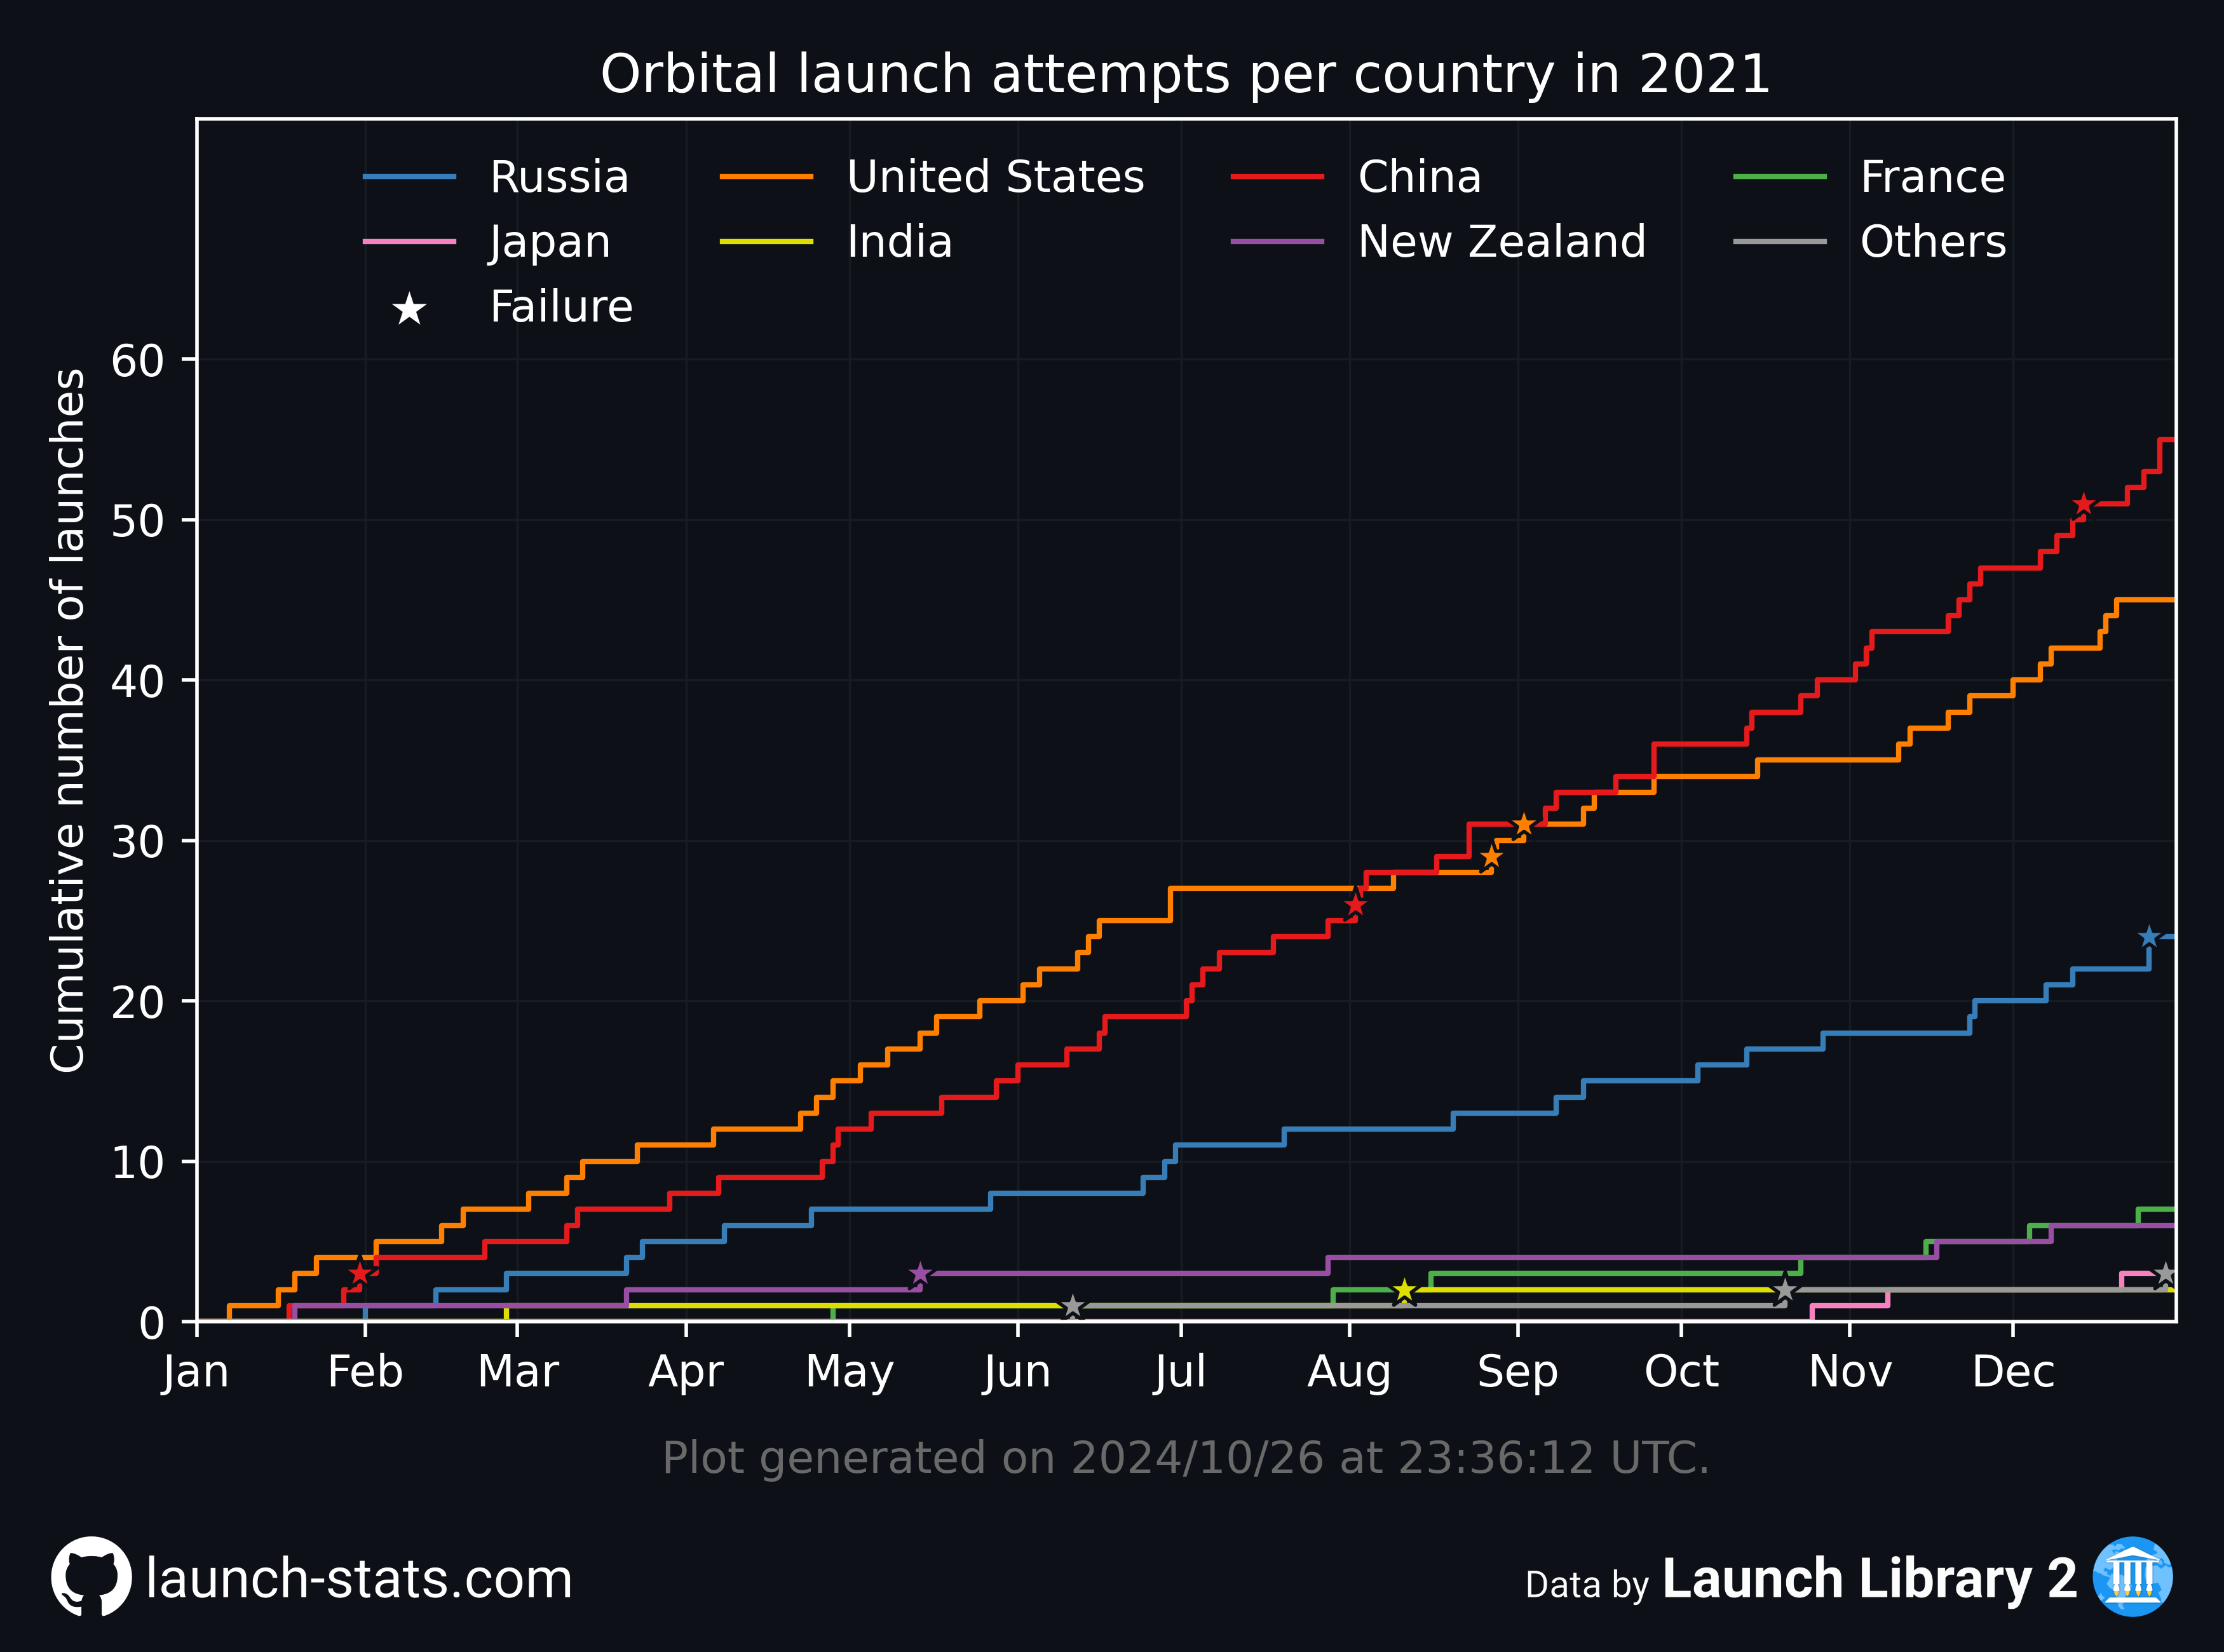 Orbital launch attempts per country in 2021
Russia United States China France
Japan India New Zealand Others
Failure
Cumulative number of launches
60
50
40
30
20
10
0
Jan Feb Mar Apr May Jun Jul Aug Sep Oct Nov Dec
Plot generated on 2024/10/26 at 23:36:12 UTC.
launch-stats.com
Data by Launch Library 2